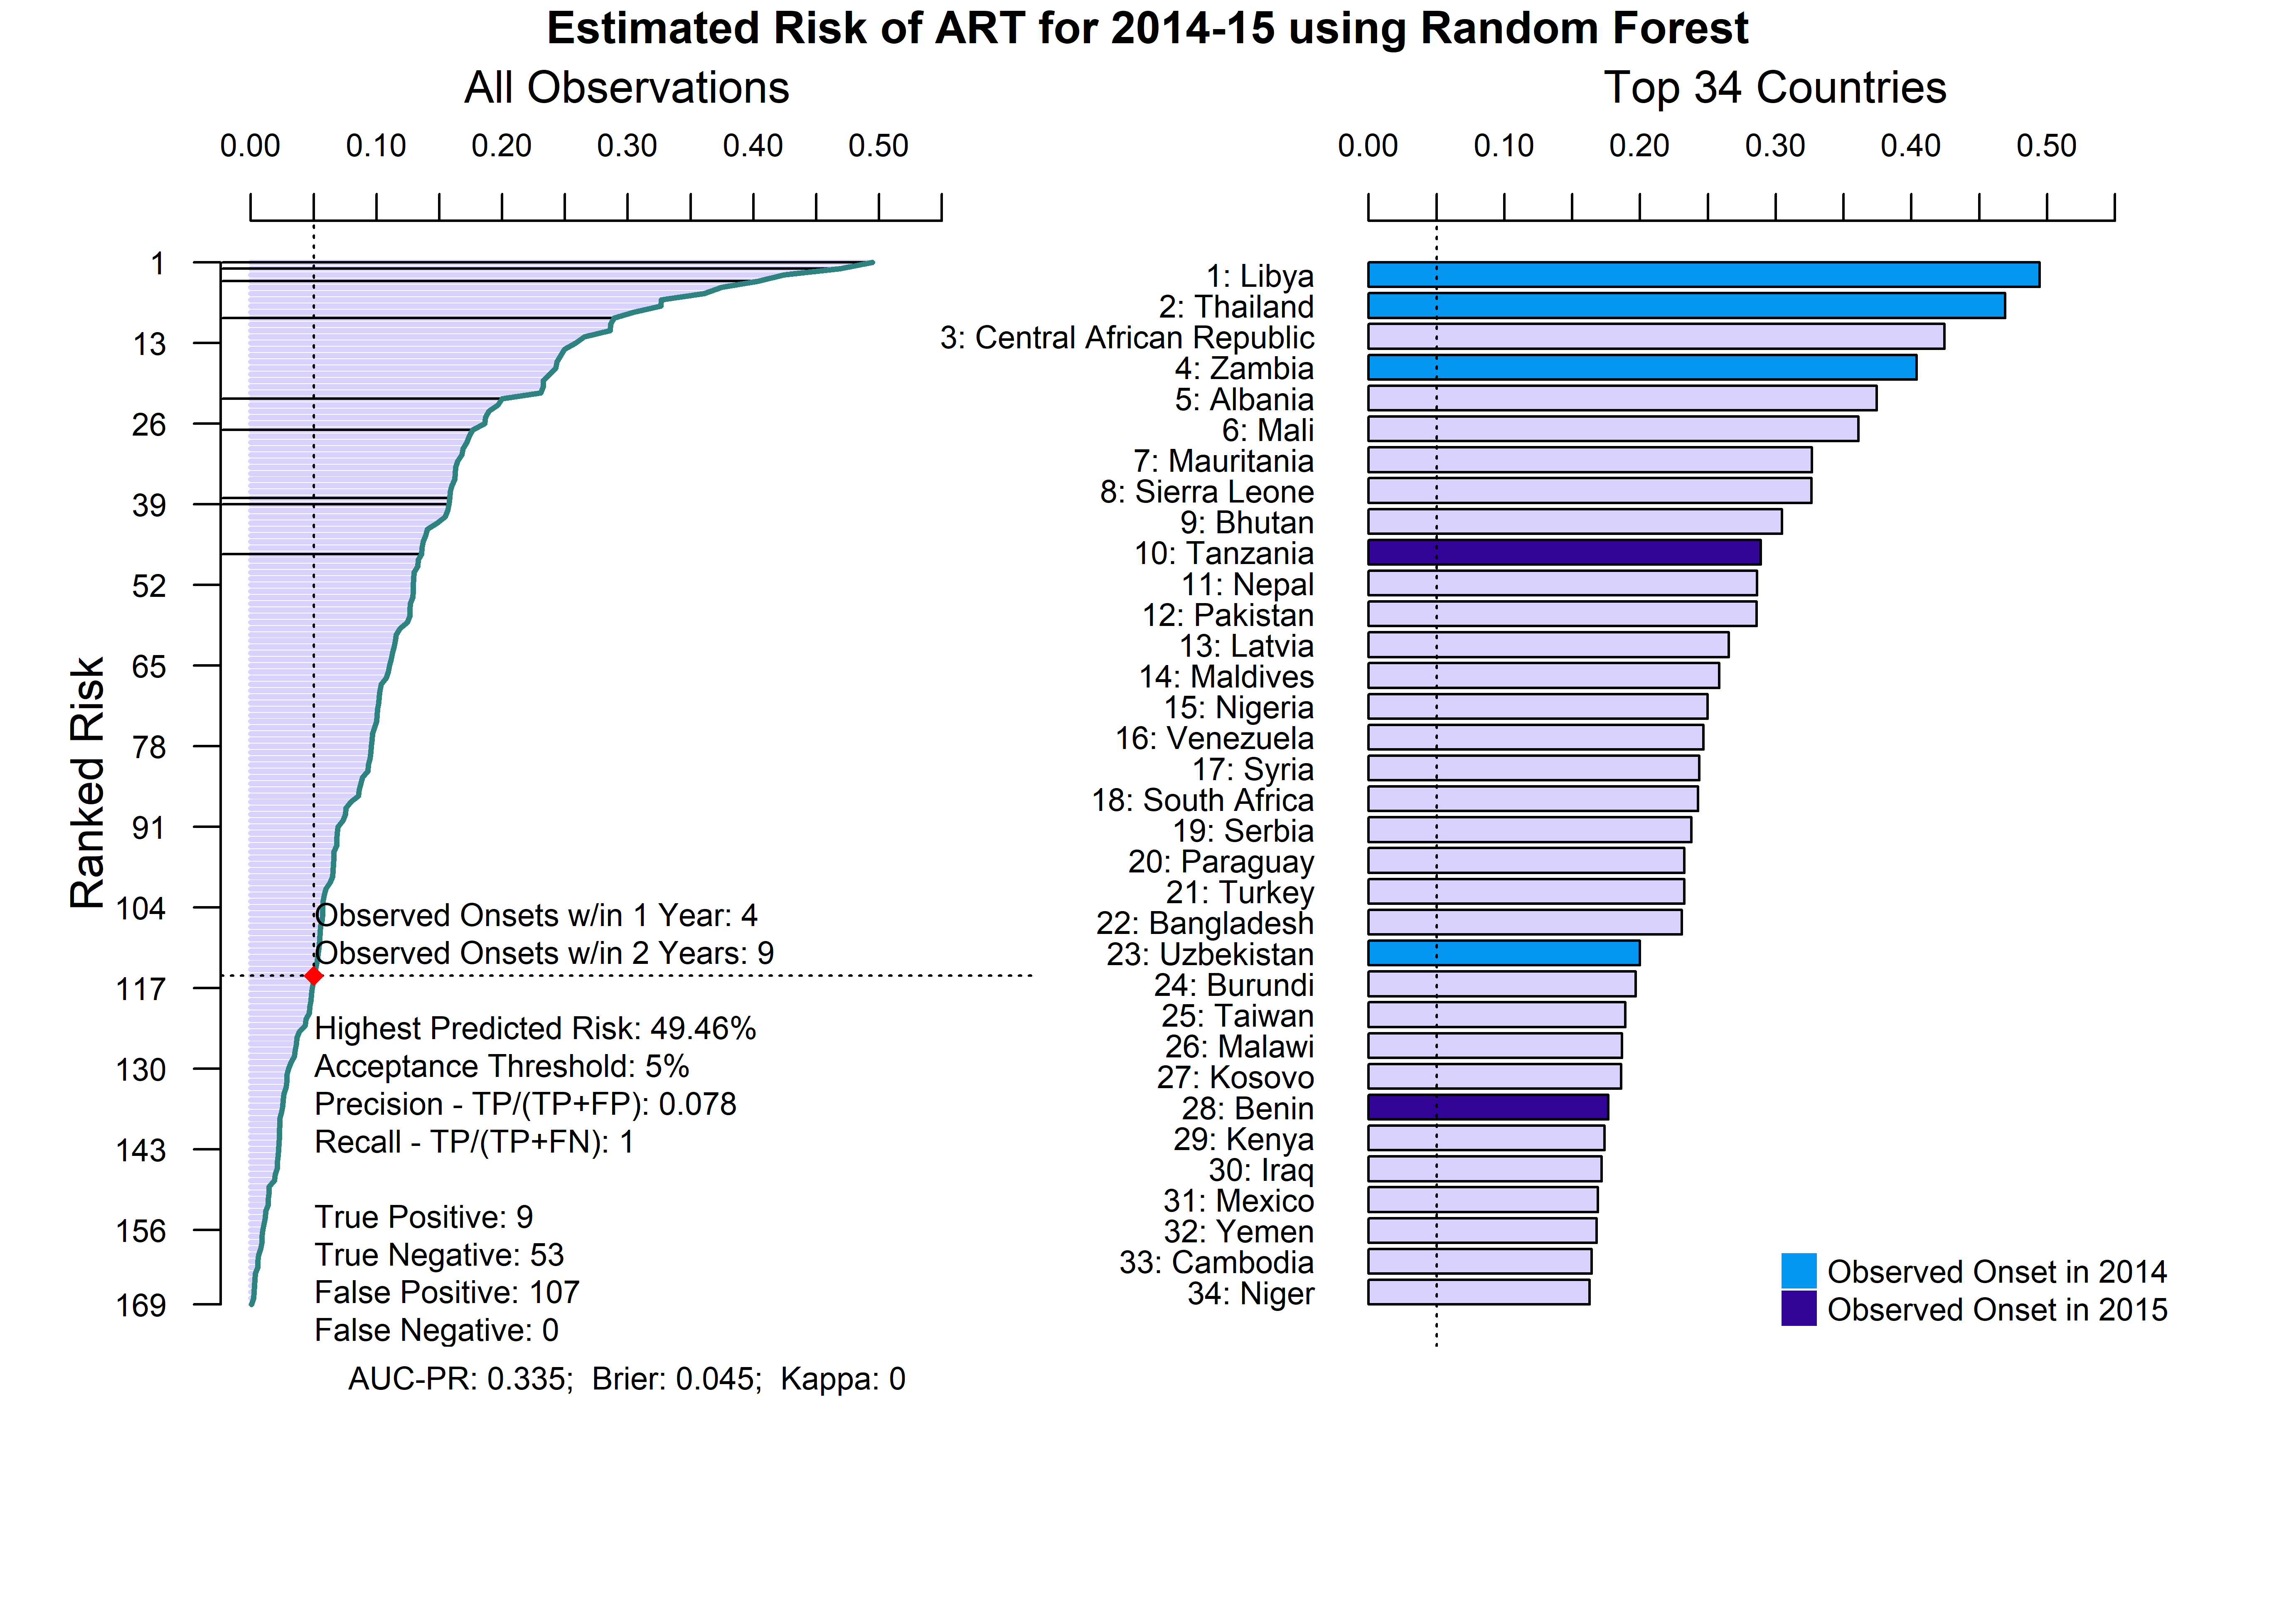 Estimated Risk of ART for 2014-15 using Random Forest
All Observations
0.00 0.10 0.20 0.30 0.40 0.50
Ranked Risk
1
13
26
39
52
65
78
91
104
117
130
143
156
169
Observed Onsets w/in 1 Year: 4
Observed Onsets w/in 2 Years: 9
Highest Predicted Risk: 49.46%
Acceptance Threshold: 5%
Precision - TP/(TP+FP): 0.078
Recall - TP/(TP+FN): 1
True Positive: 9
True Negative: 53
False Positive: 107
False Negative: 0
AUC-PR: 0.335;  Brier: 0.045;  Kappa: 0
Top 34 Countries
0.00 0.10 0.20 0.30 0.40 0.50
1: Libya
2: Thailand
3: Central African Republic
4: Zambia
5: Albania
6: Mali
7: Mauritania
8: Sierra Leone
9: Bhutan
10: Tanzania
11: Nepal
12: Pakistan
13: Latvia
14: Maldives
15: Nigeria
16: Venezuela
17: Syria
18: South Africa
19: Serbia
20: Paraguay
21: Turkey
22: Bangladesh
23: Uzbekistan
24: Burundi
25: Taiwan
26: Malawi
27: Kosovo
28: Benin
29: Kenya
30: Iraq
31: Mexico
32: Yemen
33: Cambodia
34: Niger
Observed Onset in 2014
Observed Onset in 2015